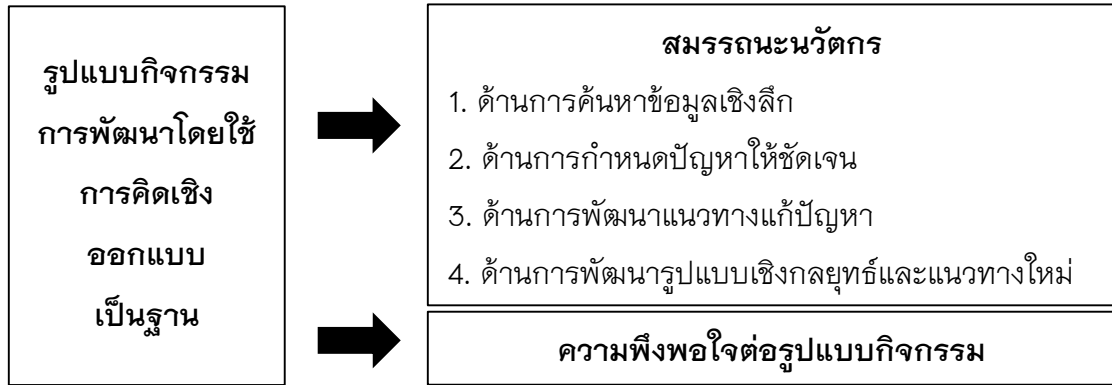 รูปแบบกิจกรรม
การพัฒนาโดยใช้
การคิดเชิง
ออกแบบ
เป็นฐาน
สมรรถนะนวัตกร
1. ด้านการค้นหาข้อมูลเชิงลึก
2. ด้านการกำหนดปัญหาให้ชัดเจน
3. ด้านการพัฒนาแนวทางแก้ปัญหา
4. ด้านการพัฒนารูปแบบเชิงกลยุทธ์และแนวทางใหม่
ความพึงพอใจต่อรูปแบบกิจกรรม